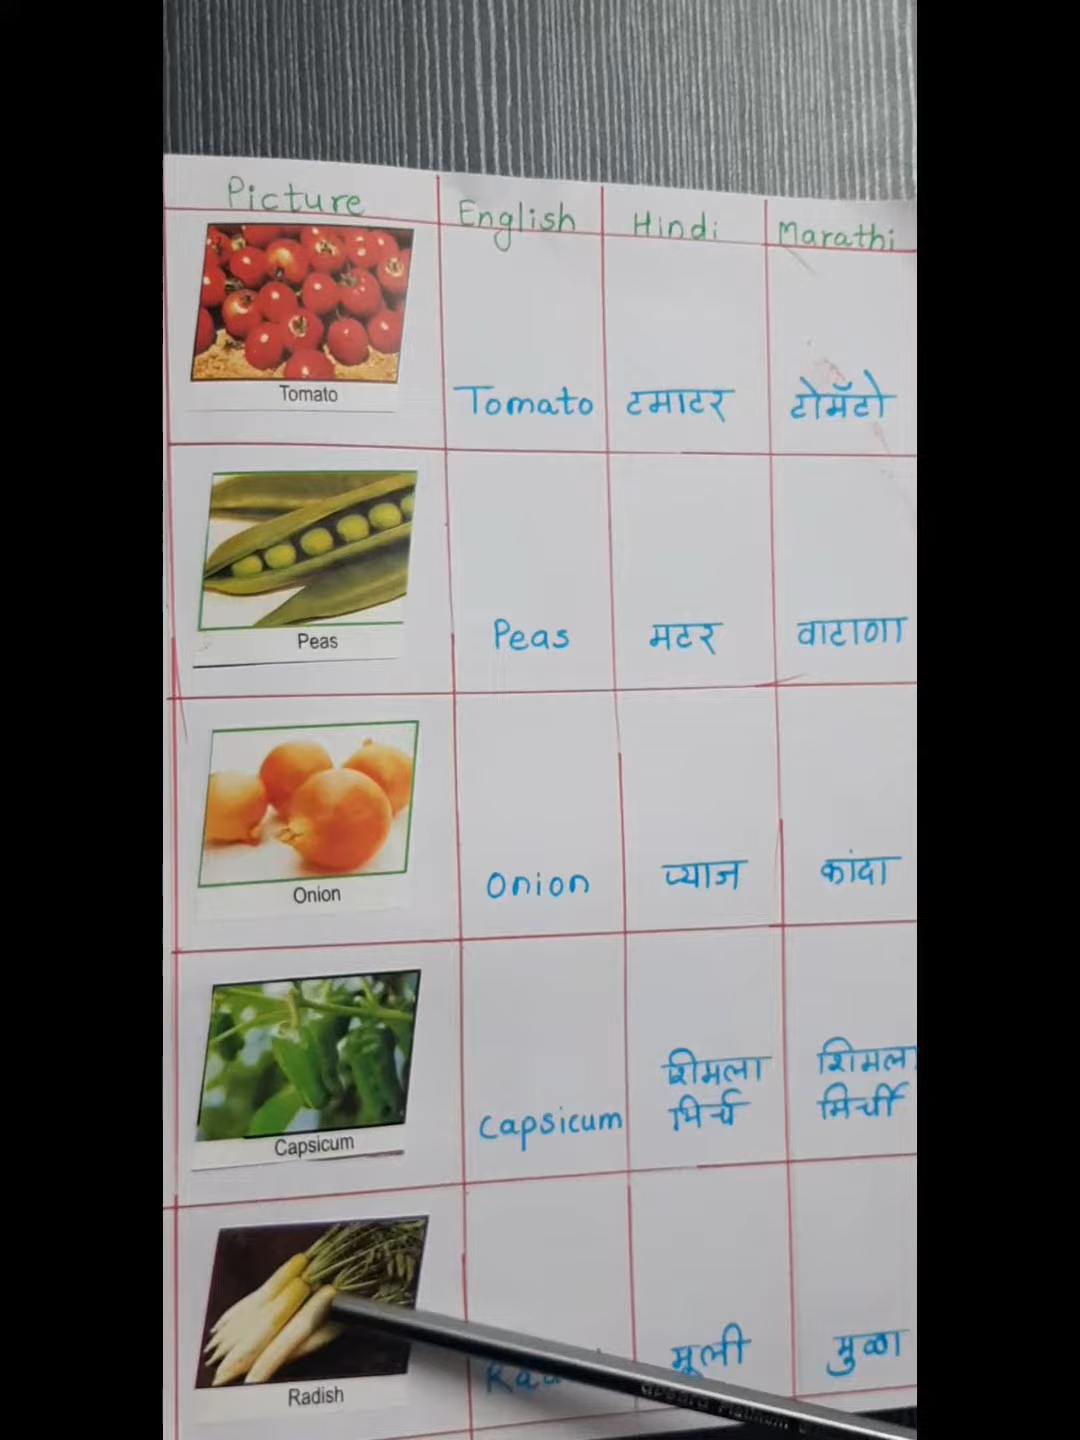 Picture English Hindi Marathi
Tomato
Tomato टमाटर टोमॅटो
Peas
Peas मटर वाटाणा
Onion
Onion प्याज कांदा
शिमला शिमला
Capsicum मिर्च मिर्ची
Capsicum
मूली मुळा
Radish